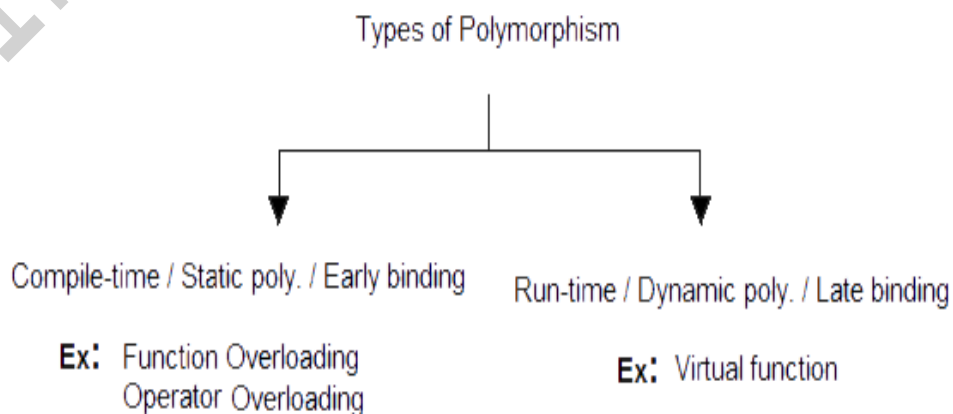 Types of Polymorphism
Compile-time / Static poly. / Early binding
Ex: Function Overloading
Operator Overloading
Run-time / Dynamic poly. / Late binding
Ex: Virtual function